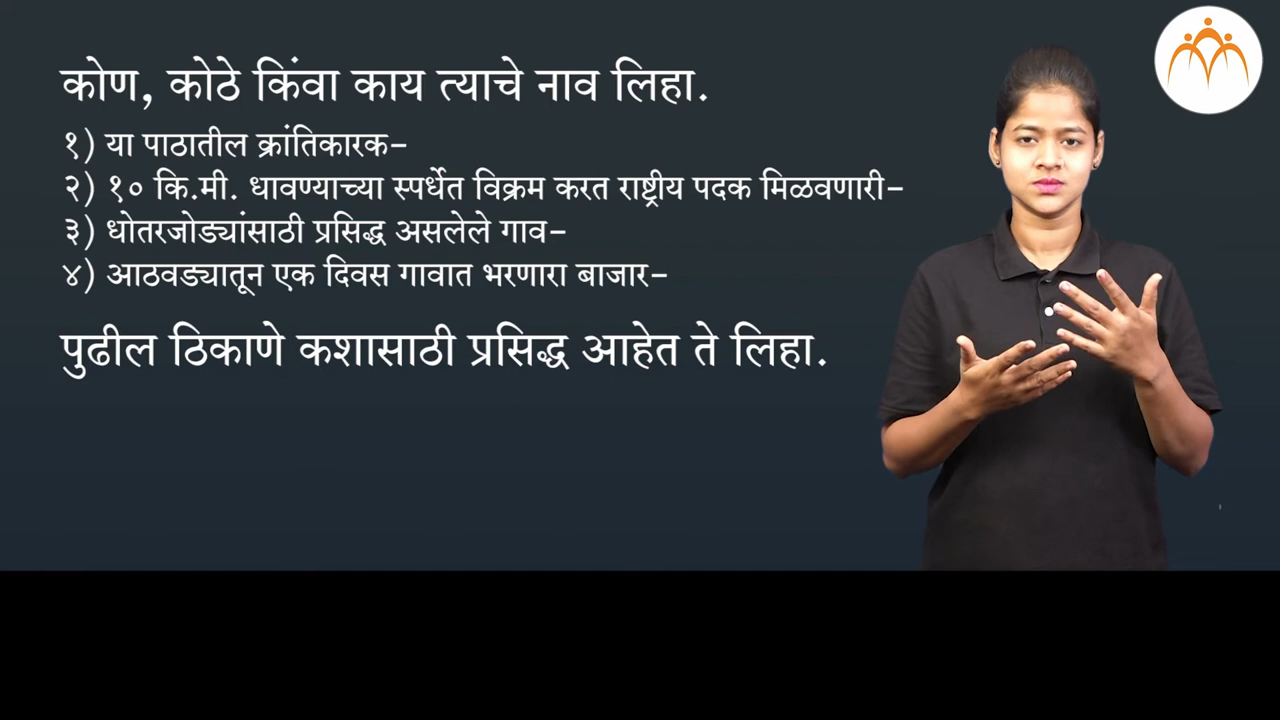 कोण, कोठे किंवा काय त्याचे नाव लिहा.
१) या पाठातील क्रांतिकारक-
२) १० कि.मी. धावण्याच्या स्पर्धेत विक्रम करत राष्ट्रीय पदक मिळवणारी-
३) धोतरजोड्यांसाठी प्रसिद्ध असलेले गाव-
४) आठवड्यातून एक दिवस गावात भरणारा बाजार-
पुढील ठिकाणे कशासाठी प्रसिद्ध आहेत ते लिहा.